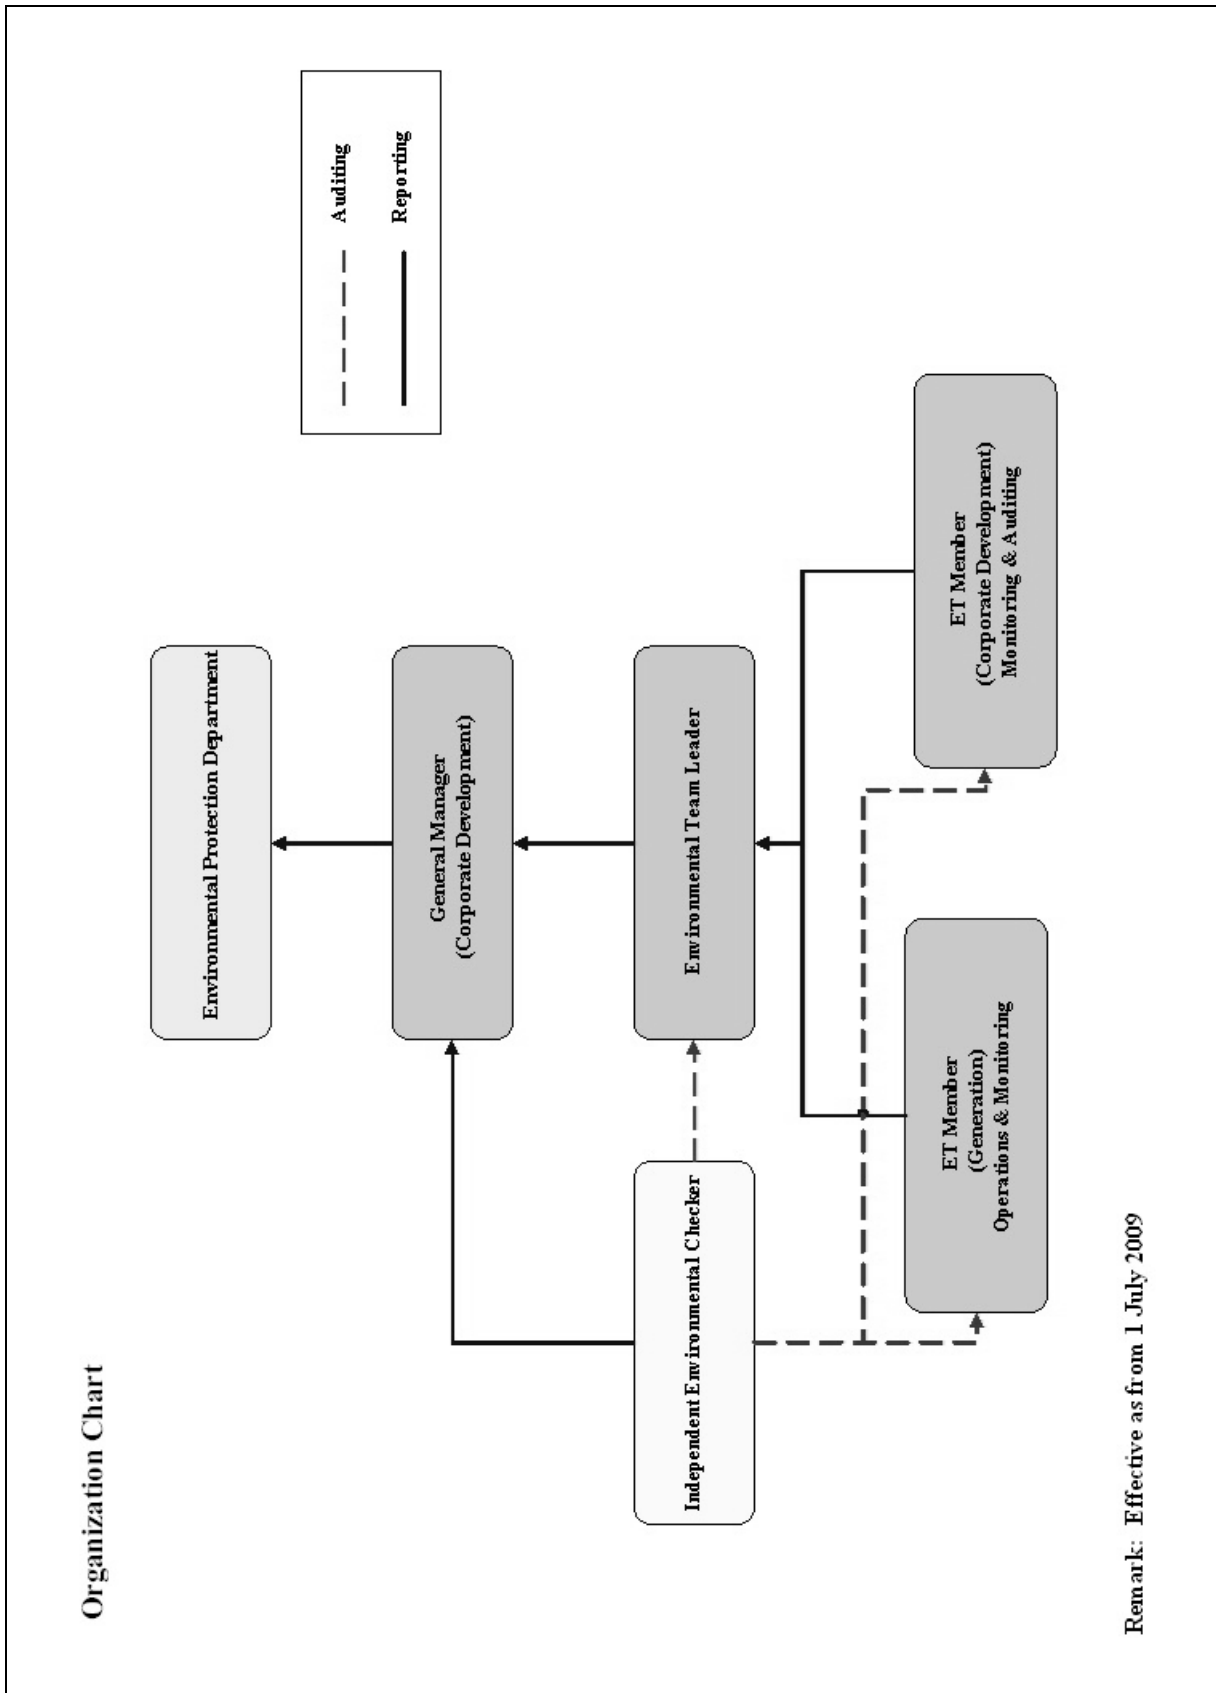 Organization Chart
Environmental Protection Department
General Manager
(Corporate Development)
Independent Environmental Checker
Environmental Team Leader
ET Member
(Generation)
Operations & Monitoring
ET Member
(Corporate Development)
Monitoring & Auditing
Auditing
Reporting
Remark: Effective as from 1 July 2009